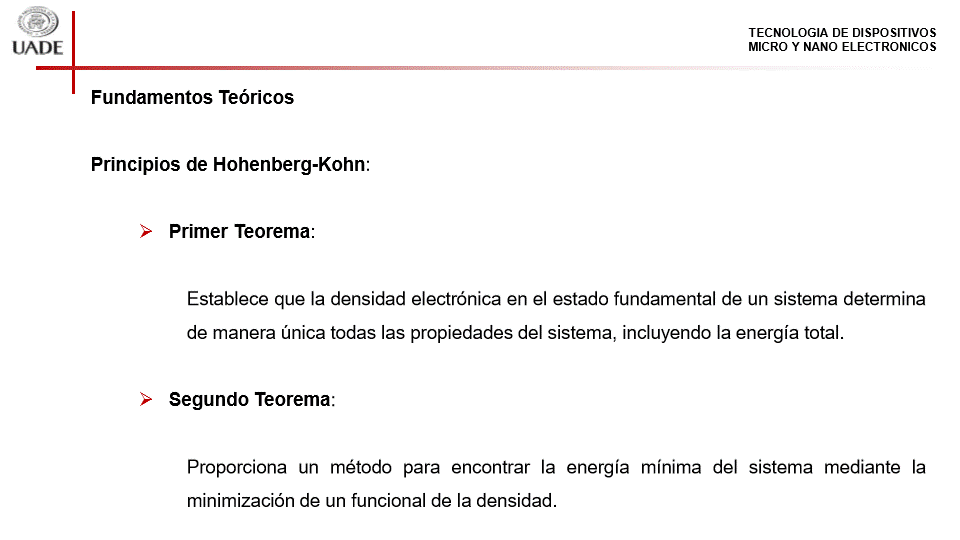 UADE
TECNOLOGIA DE DISPOSITIVOS
MICRO Y NANO ELECTRONICOS
Fundamentos Teóricos
Principios de Hohenberg-Kohn:
Primer Teorema:
Establece que la densidad electrónica en el estado fundamental de un sistema determina
de manera única todas las propiedades del sistema, incluyendo la energía total.
Segundo Teorema:
Proporciona un método para encontrar la energía mínima del sistema mediante la
minimización de un funcional de la densidad.